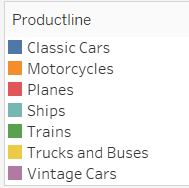 Productline
Classic Cars
Motorcycles
Planes
Ships
Trains
Trucks and Buses
Vintage Cars